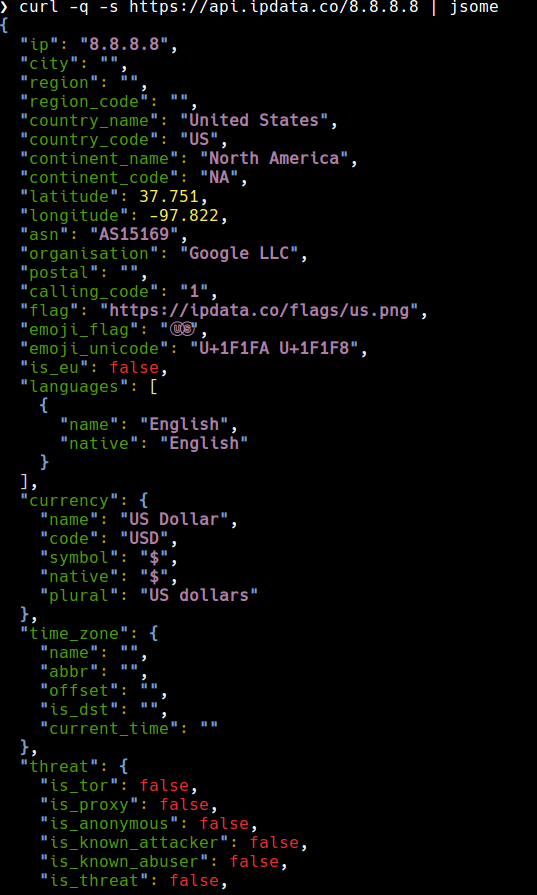 ❯ curl -q -s https://api.ipdata.co/8.8.8.8 | jsome
{
  "ip": "8.8.8.8",
  "city": "",
  "region": "",
  "region_code": "",
  "country_name": "United States",
  "country_code": "US",
  "continent_name": "North America",
  "continent_code": "NA",
  "latitude": 37.751,
  "longitude": -97.822,
  "asn": "AS15169",
  "organisation": "Google LLC",
  "postal": "",
  "calling_code": "1",
  "flag": "https://ipdata.co/flags/us.png",
  "emoji_flag": "🇺🇸",
  "emoji_unicode": "U+1F1FA U+1F1F8",
  "is_eu": false,
  "languages": [
    {
      "name": "English",
      "native": "English"
    }
  ],
  "currency": {
    "name": "US Dollar",
    "code": "USD",
    "symbol": "$",
    "native": "$",
    "plural": "US dollars"
  },
  "time_zone": {
    "name": "",
    "abbr": "",
    "offset": "",
    "is_dst": "",
    "current_time": ""
  },
  "threat": {
    "is_tor": false,
    "is_proxy": false,
    "is_anonymous": false,
    "is_known_attacker": false,
    "is_known_abuser": false,
    "is_threat": false,